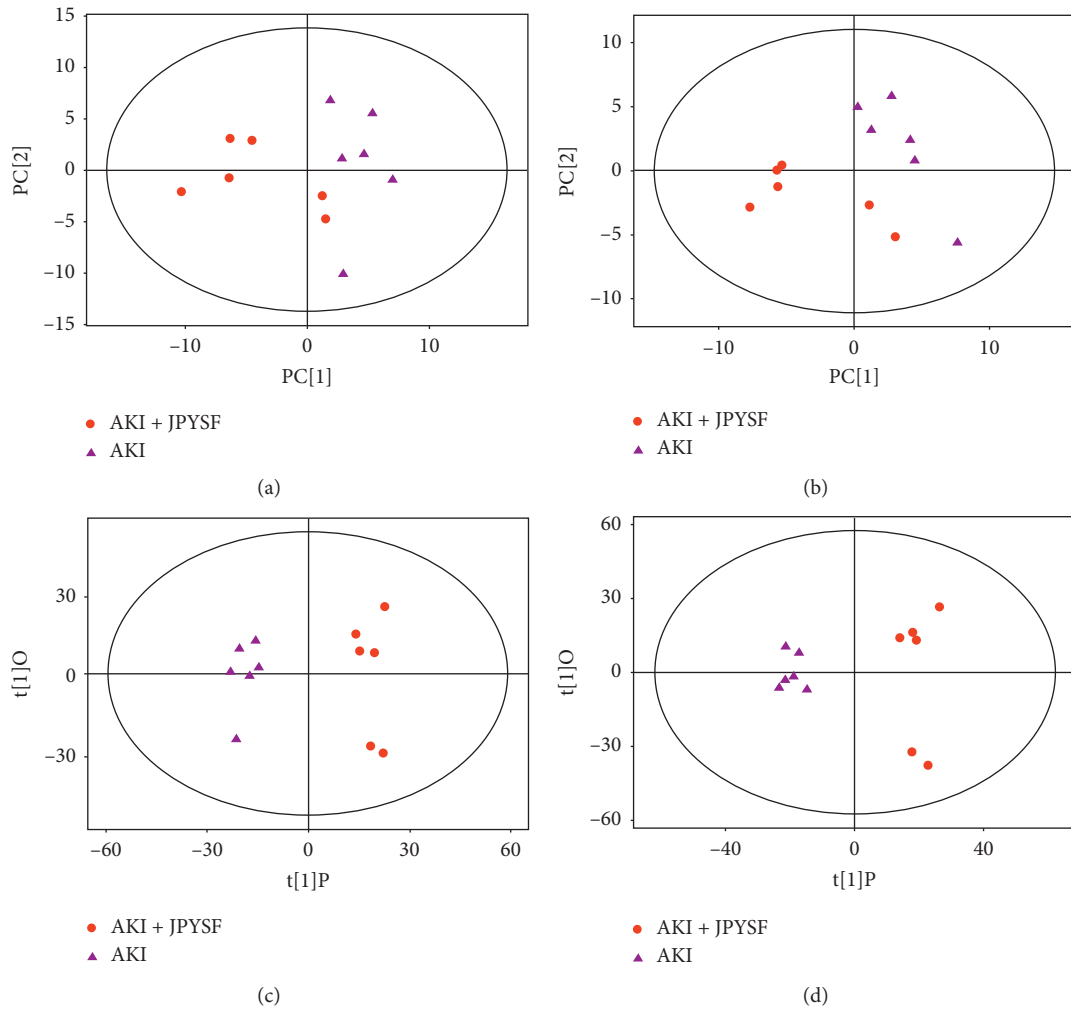 15
10
5
0
−5
−10
−15
PC[2]
−10
0
10
PC[1]
AKI + JPYSF
AKI
(a)
10
5
0
−5
−10
PC[2]
−10
0
10
PC[1]
AKI + JPYSF
AKI
(b)
30
0
−30
t[1]O
−60
−30
0
30
60
t[1]P
AKI + JPYSF
AKI
(c)
60
30
0
−30
−60
t[1]O
−40
0
40
t[1]P
AKI + JPYSF
AKI
(d)